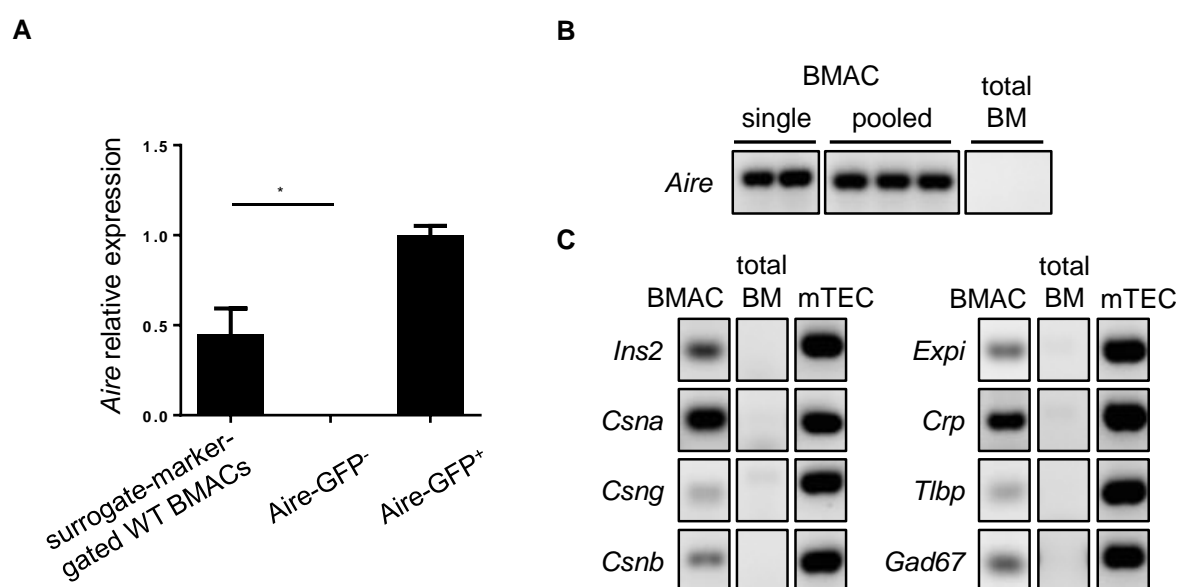 A
Aire relative expression
1.5
1.0
0.5
0.0
*
surrogate-marker-
gated WT BMACs
Aire-GFP-
Aire-GFP+
B
BMAC
total
BM
single
pooled
Aire
C
BMAC
total
BM
mTEC
Ins2
Csna
Csng
Csnb
BMAC
total
BM
mTEC
Expi
Crp
Tlbp
Gad67